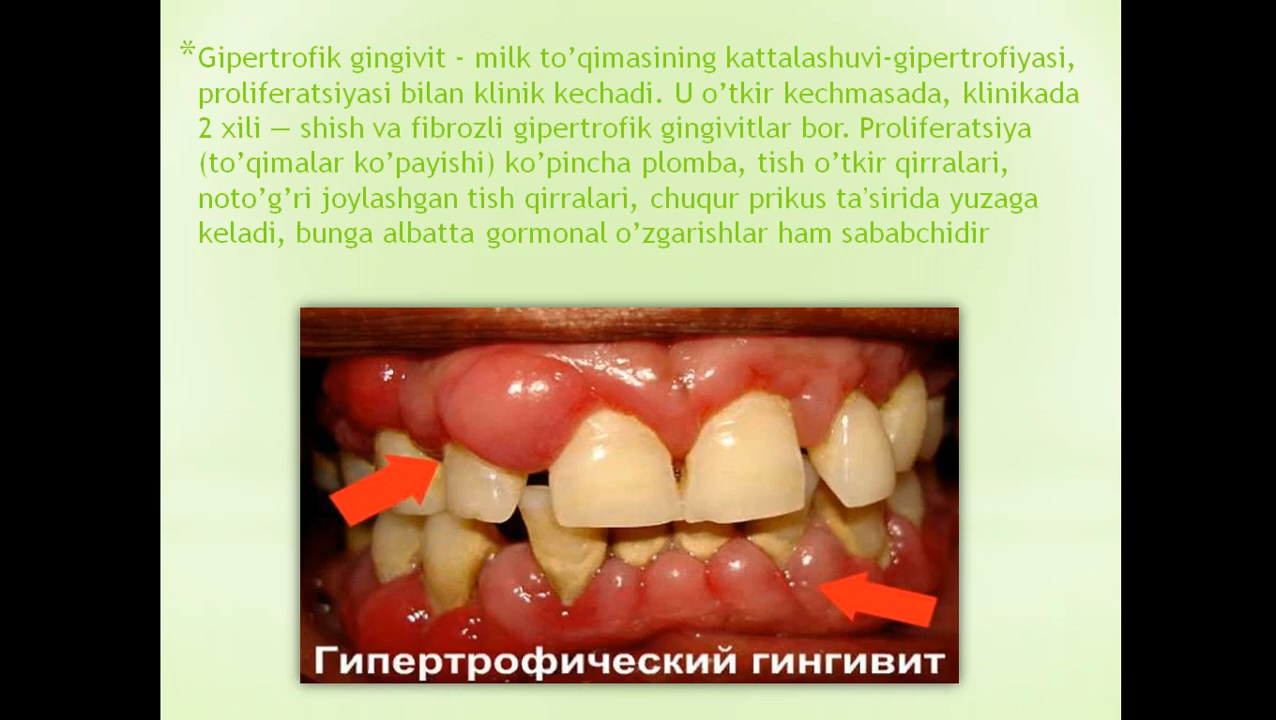 * Gipertrofik gingivit - milk to’qimasining kattalashuvi-gipertrofiyasi,
proliferatsiyasi bilan klinik kechadi. U o’tkir kechmasada, klinikada
2 xili — shish va fibrozli gipertrofik gingivitlar bor. Proliferatsiya
(to’qimalar ko’payishi) ko’pincha plomba, tish o’tkir qirralari,
noto’g’ri joylashgan tish qirralari, chuqur prikus ta’sirida yuzaga
keladi, bunga albatta gormonal o’zgarishlar ham sababchidir
Гипертрофический гингивит